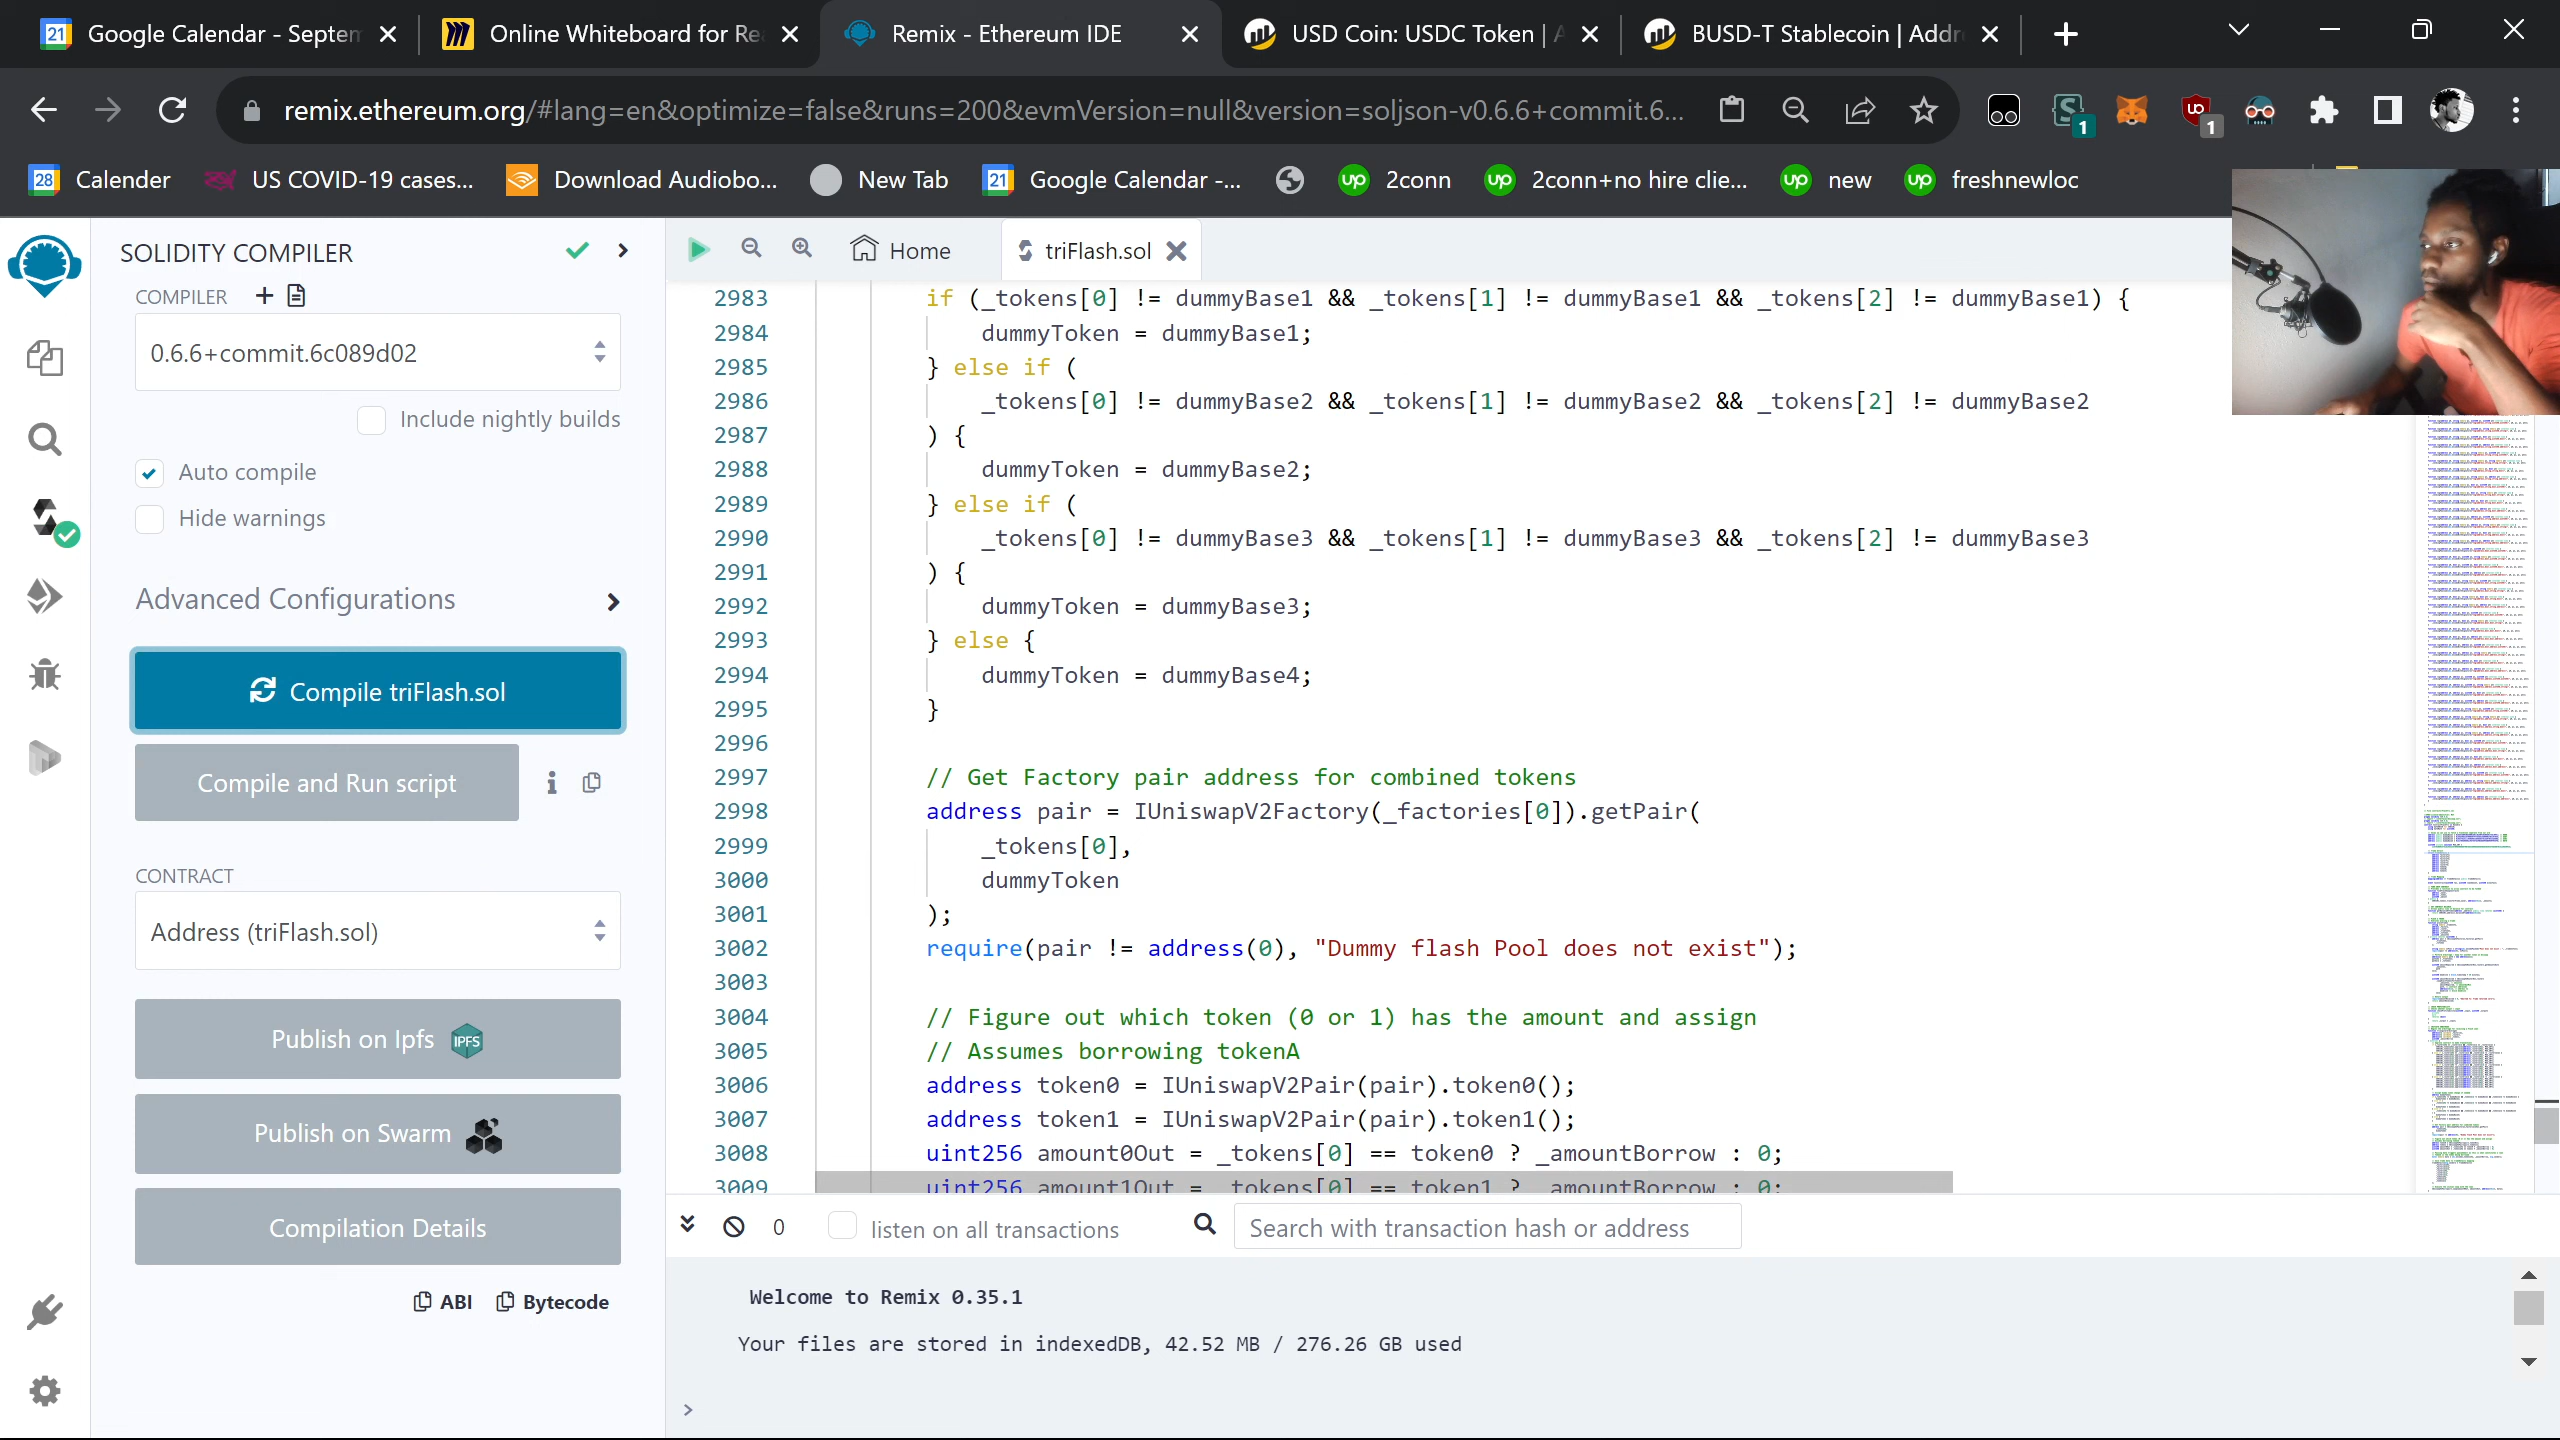 Google Calendar - Septem
Online Whiteboard for Re
Remix - Ethereum IDE
USD Coin: USDC Token | A
BUSD-T Stablecoin | Addr
remix.ethereum.org/#lang=en&optimize=false&runs=200&evmVersion=null&version=soljson-v0.6.6+commit.6...
Calender
US COVID-19 cases...
Download Audiobo...
New Tab
Google Calendar -...
2conn
2conn+no hire clie...
new
freshnewloc
SOLIDITY COMPILER
COMPILER
0.6.6+commit.6c089d02
Include nightly builds
Auto compile
Hide warnings
Advanced Configurations
Compile triFlash.sol
Compile and Run script
CONTRACT
Address (triFlash.sol)
Publish on Ipfs IPFS
Publish on Swarm
Compilation Details
ABI Bytecode
Home
triFlash.sol
2983 if (_tokens[0] != dummyBase1 && _tokens[1] != dummyBase1 && _tokens[2] != dummyBase1) {
2984 dummyToken = dummyBase1;
2985 } else if (
2986 _tokens[0] != dummyBase2 && _tokens[1] != dummyBase2 && _tokens[2] != dummyBase2
2987 ) {
2988 dummyToken = dummyBase2;
2989 } else if (
2990 _tokens[0] != dummyBase3 && _tokens[1] != dummyBase3 && _tokens[2] != dummyBase3
2991 ) {
2992 dummyToken = dummyBase3;
2993 } else {
2994 dummyToken = dummyBase4;
2995 }
2996
2997 // Get Factory pair address for combined tokens
2998 address pair = IUniswapV2Factory(_factories[0]).getPair(
2999 _tokens[0],
3000 dummyToken
3001 );
3002 require(pair != address(0), "Dummy flash Pool does not exist");
3003
3004 // Figure out which token (0 or 1) has the amount and assign
3005 // Assumes borrowing tokenA
3006 address token0 = IUniswapV2Pair(pair).token0();
3007 address token1 = IUniswapV2Pair(pair).token1();
3008 uint256 amount0Out = _tokens[0] == token0 ? _amountBorrow : 0;
3009 uint256 amount1Out = _tokens[0] == token1 ? _amountBorrow : 0;
0 listen on all transactions Search with transaction hash or address
Welcome to Remix 0.35.1
Your files are stored in indexedDB, 42.52 MB / 276.26 GB used
>